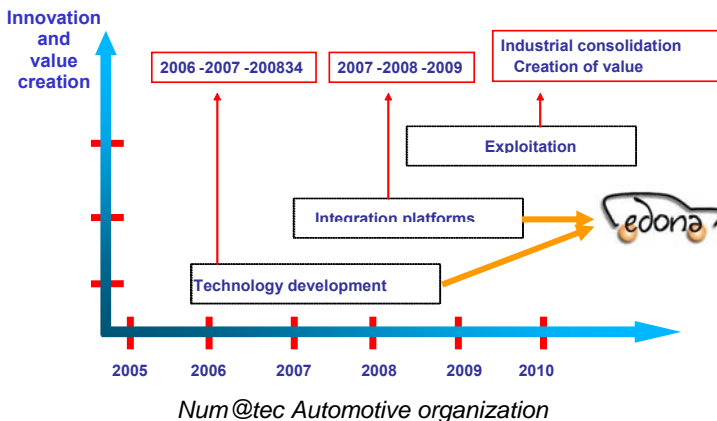 Innovation
and
value
creation
2006 -2007 -200834
2007 -2008 -2009
Industrial consolidation
Creation of value
Exploitation
Integration platforms
edona
Technology development
2005
2006
2007
2008
2009
2010
Num@tec Automotive organization